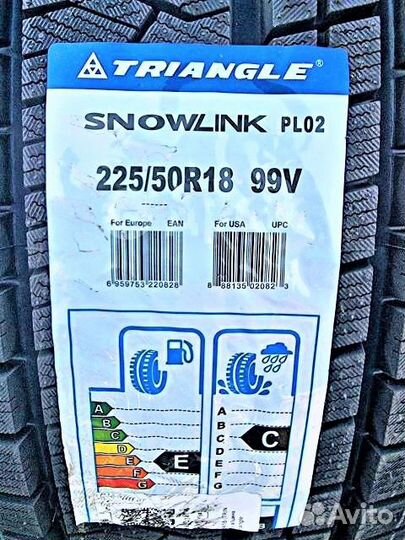 TRIANGLE
SNOWLINK PL02
225/50R18 99V
For Europe EAN For USA UPC
6 959753 220828 8 88135 02082 3
A
B
C
D
E
F
G
E
A
B
C
D
E
F
G
C
Avito